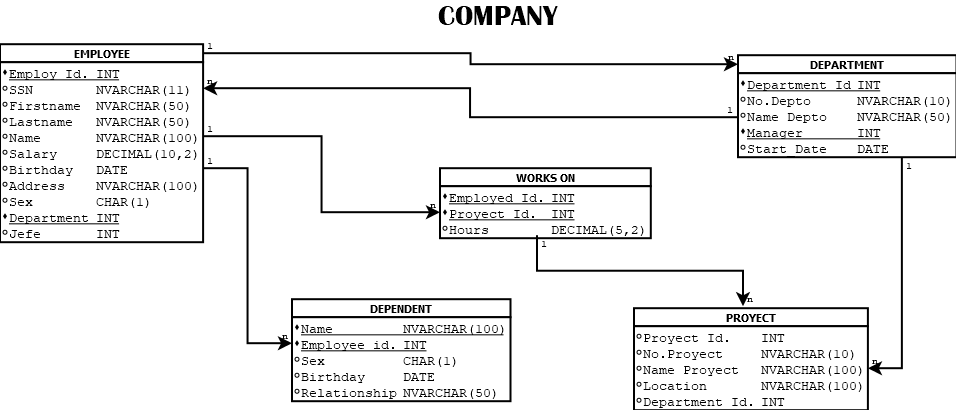 COMPANY
EMPLOYEE
Employ Id. INT
SSN NVARCHAR(11)
Firstname NVARCHAR(50)
Lastname NVARCHAR(50)
Name NVARCHAR(100)
Salary DECIMAL(10,2)
Birthday DATE
Address NVARCHAR(100)
Sex CHAR(1)
Department INT
Jefe INT
1
n
1
1
n
1
DEPARTMENT
Department Id INT
No.Depto NVARCHAR(10)
Name Depto NVARCHAR(50)
Manager INT
Start_Date DATE
1
WORKS ON
Employed Id. INT
Proyect Id. INT
Hours DECIMAL(5,2)
n
1
n
DEPENDENT
Name NVARCHAR(100)
Employee id. INT
Sex CHAR(1)
Birthday DATE
Relationship NVARCHAR(50)
n
PROYECT
Proyect Id. INT
No.Proyect NVARCHAR(10)
Name Proyect NVARCHAR(100)
Location NVARCHAR(100)
Department Id. INT
n